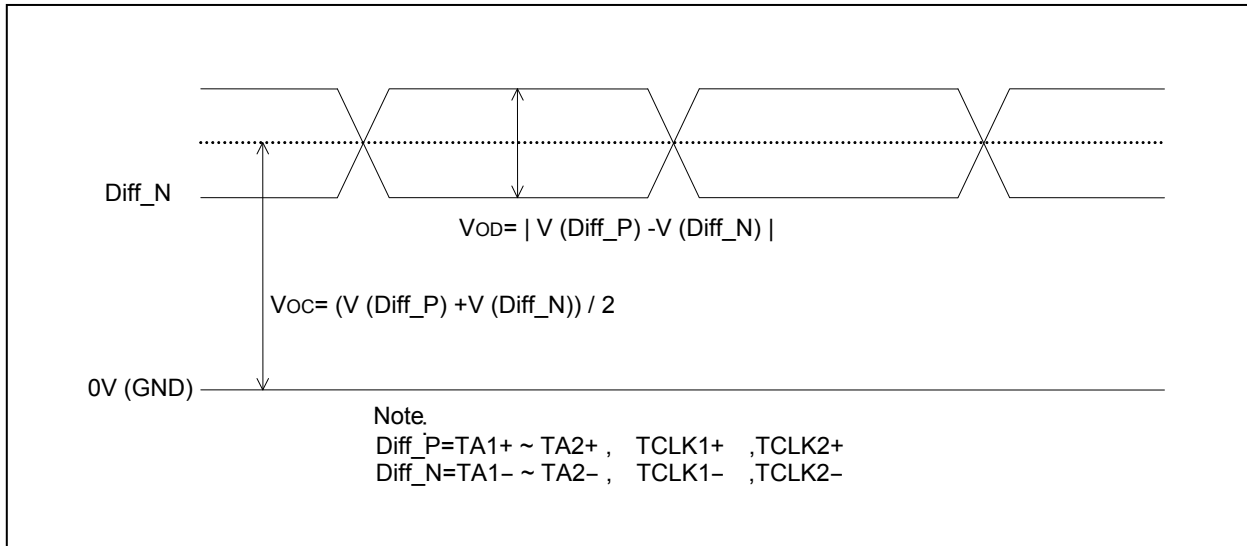 Diff_N
VOD= | V (Diff_P) -V (Diff_N) |
VOC= (V (Diff_P) +V (Diff_N)) / 2
0V (GND)
Note.
Diff_P=TA1+ ~ TA2+ , TCLK1+ ,TCLK2+
Diff_N=TA1– ~ TA2– , TCLK1– ,TCLK2–